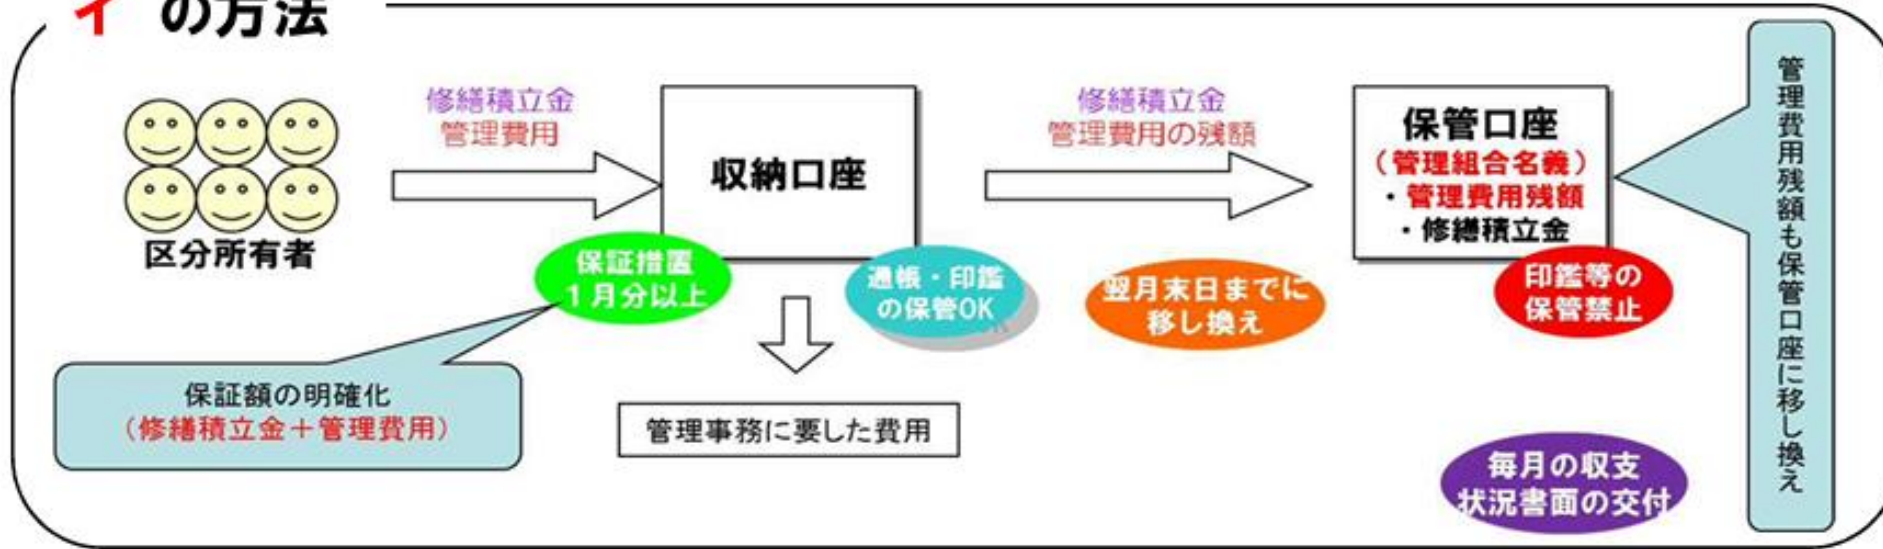 イ の方法
修繕積立金
管理費用
収納口座
修繕積立金
管理費用の残額
保管口座
（管理組合名義）
・管理費用残額
・修繕積立金
管理費用残額も保管口座に移し換え
区分所有者
保証措置
１月分以上
通帳・印鑑
の保管OK
翌月末日までに
移し換え
印鑑等の
保管禁止
保証額の明確化
（修繕積立金＋管理費用）
管理事務に要した費用
毎月の収支
状況書面の交付